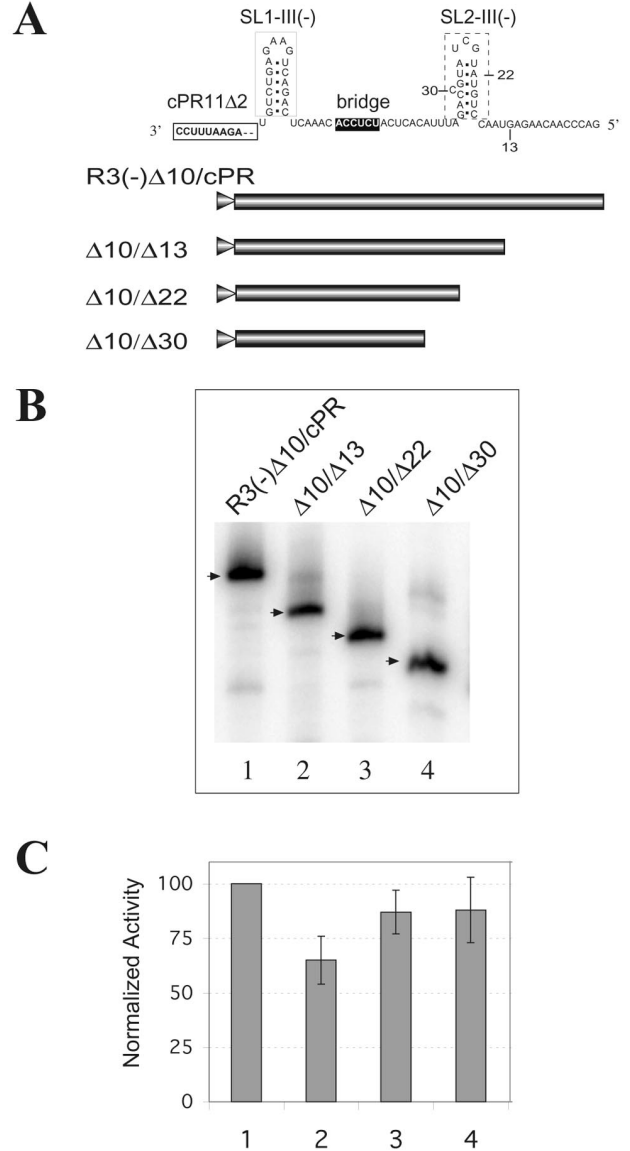 A
SL1-III(-)
SL2-III(-)
cPR11Δ2
bridge
30
22
3' CCUUUAAGA-- U UCAAAC ACCUCU ACUCACAUUUA CAAUGAGAACAACCCAG 5'
13
R3(-)Δ10/cPR
Δ10/Δ13
Δ10/Δ22
Δ10/Δ30
B
R3(-)Δ10/cPR
Δ10/Δ13
Δ10/Δ22
Δ10/Δ30
1 2 3 4
C
Normalized Activity
100
75
50
25
0
1 2 3 4